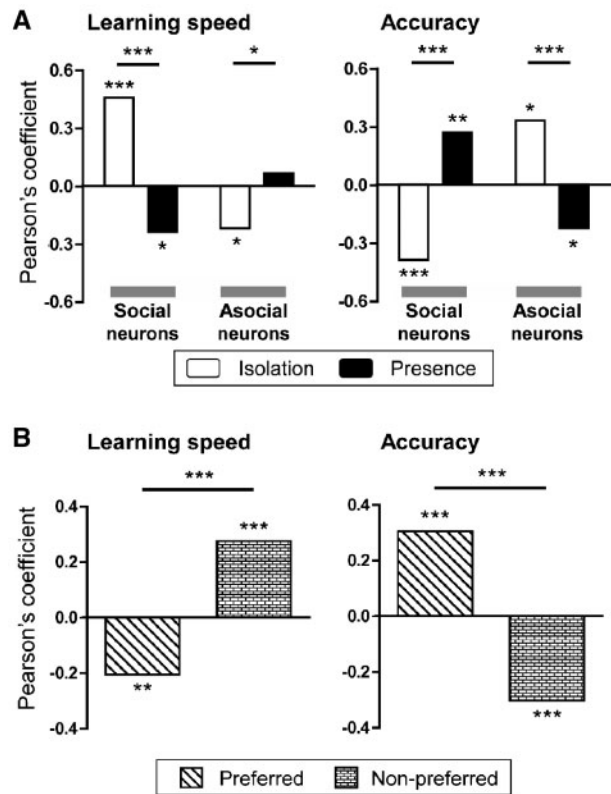 A
Learning speed
Accuracy
*** * *** ***
Pearson's coefficient
0.6
0.3
0.0
-0.3
-0.6
***
*
*
0.6
0.3
0.0
-0.3
-0.6
***
**
*
*
Social neurons
Asocial neurons
Social neurons
Asocial neurons
Isolation Presence
B
Learning speed
Accuracy
*** ***
Pearson's coefficient
0.4
0.2
0.0
-0.2
-0.4
**
***
0.4
0.2
0.0
-0.2
-0.4
***
***
Preferred Non-preferred